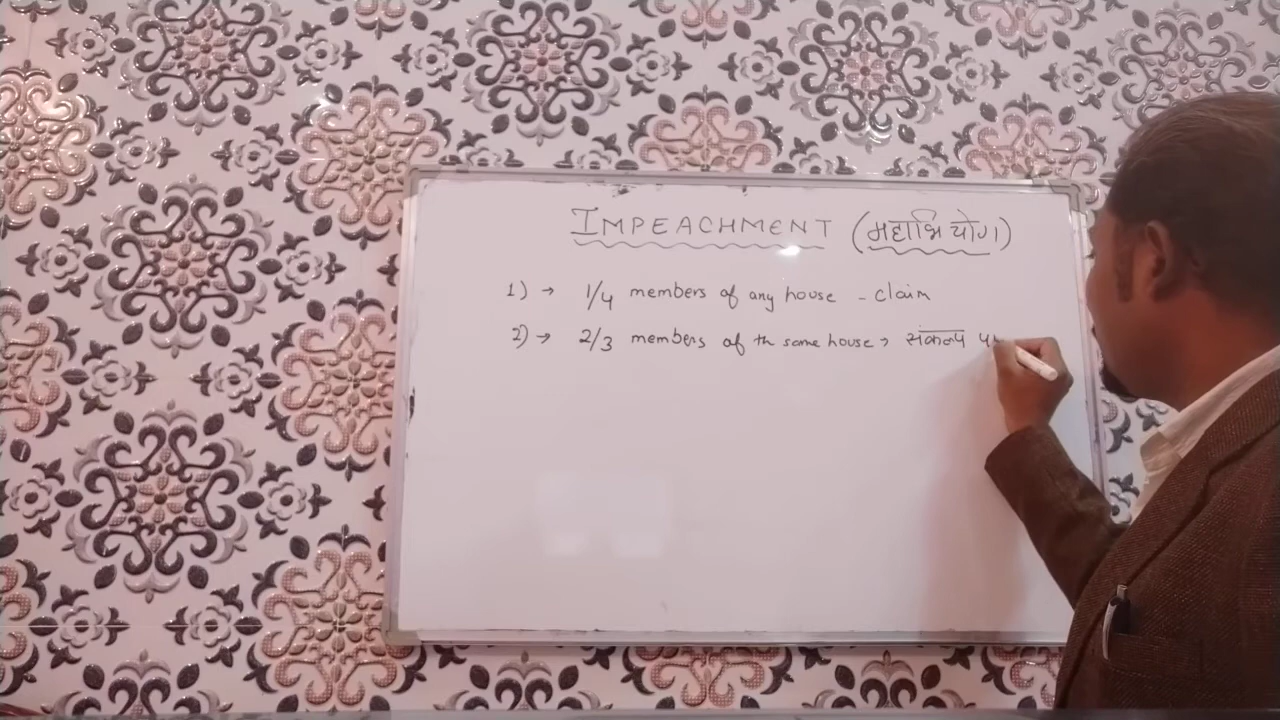 IMPEACHMENT (महाभियोग)
1) → 1/4 members of any house - claim
2) → 2/3 members of th same house → संकल्प